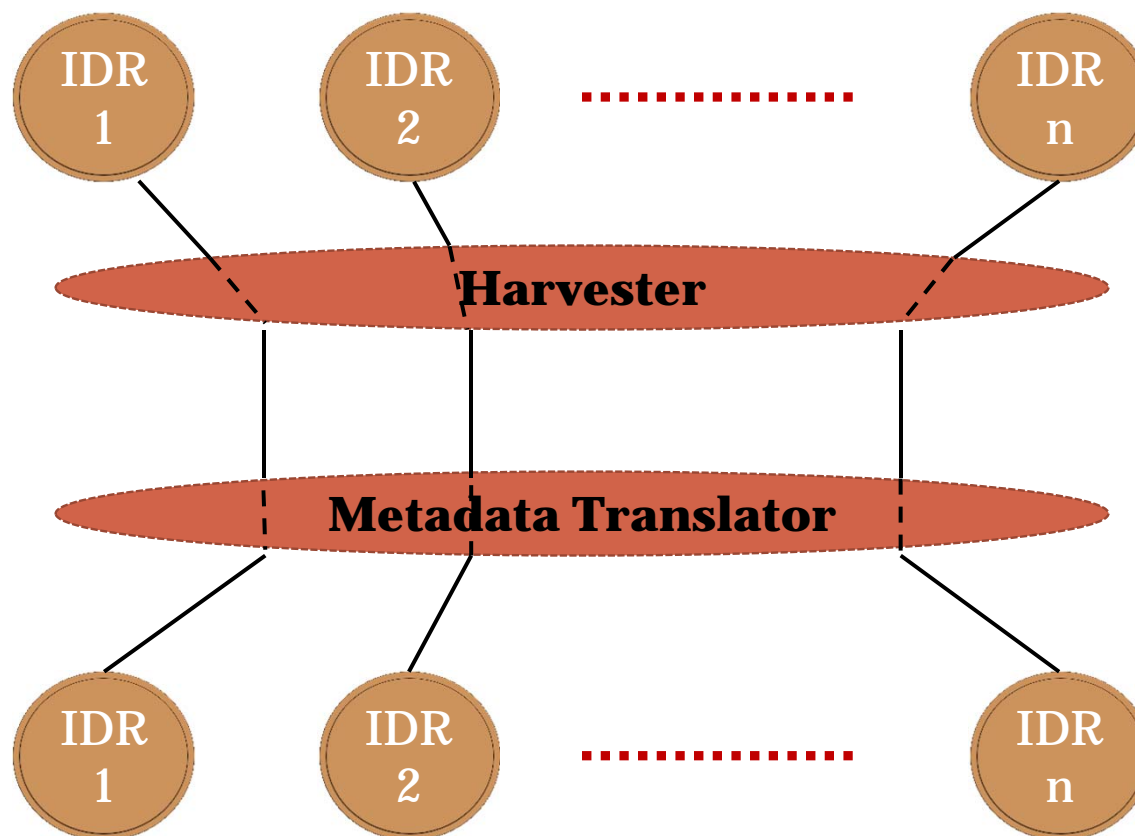 IDR
1
IDR
2
IDR
n
Harvester
Metadata Translator
IDR
1
IDR
2
IDR
n